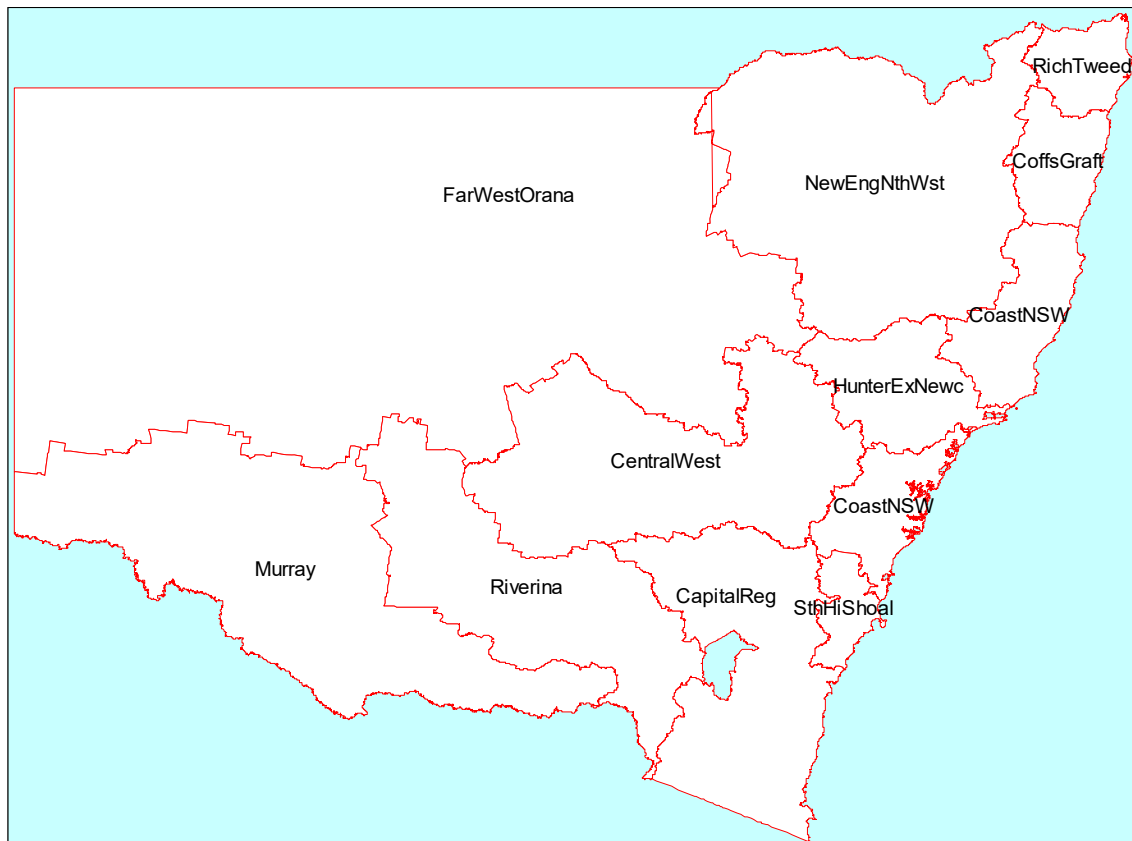 RichTweed
CoffsGraft
NewEngNthWst
FarWestOrana
CoastNSW
HunterExNewc
CentralWest
CoastNSW
Murray
Riverina
CapitalReg
SthHiShoal